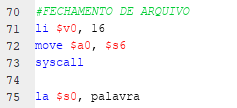 70 #FECHAMENTO DE ARQUIVO
71 li $v0, 16
72 move $a0, $s6
73 syscall
74
75 la $s0, palavra